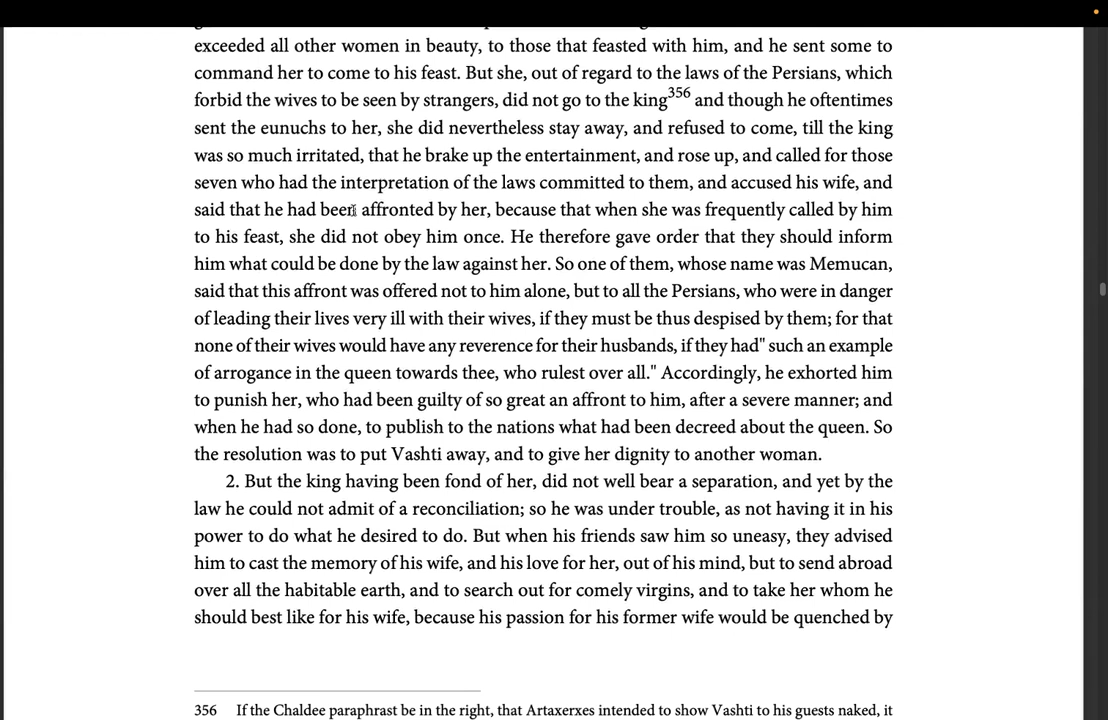 exceeded all other women in beauty, to those that feasted with him, and he sent some to
command her to come to his feast. But she, out of regard to the laws of the Persians, which
forbid the wives to be seen by strangers, did not go to the king356 and though he oftentimes
sent the eunuchs to her, she did nevertheless stay away, and refused to come, till the king
was so much irritated, that he brake up the entertainment, and rose up, and called for those
seven who had the interpretation of the laws committed to them, and accused his wife, and
said that he had been affronted by her, because that when she was frequently called by him
to his feast, she did not obey him once. He therefore gave order that they should inform
him what could be done by the law against her. So one of them, whose name was Memucan,
said that this affront was offered not to him alone, but to all the Persians, who were in danger
of leading their lives very ill with their wives, if they must be thus despised by them; for that
none of their wives would have any reverence for their husbands, if they had" such an example
of arrogance in the queen towards thee, who rulest over all." Accordingly, he exhorted him
to punish her, who had been guilty of so great an affront to him, after a severe manner; and
when he had so done, to publish to the nations what had been decreed about the queen. So
the resolution was to put Vashti away, and to give her dignity to another woman.
2. But the king having been fond of her, did not well bear a separation, and yet by the
law he could not admit of a reconciliation; so he was under trouble, as not having it in his
power to do what he desired to do. But when his friends saw him so uneasy, they advised
him to cast the memory of his wife, and his love for her, out of his mind, but to send abroad
over all the habitable earth, and to search out for comely virgins, and to take her whom he
should best like for his wife, because his passion for his former wife would be quenched by
356 If the Chaldee paraphrast be in the right, that Artaxerxes intended to show Vashti to his guests naked, it